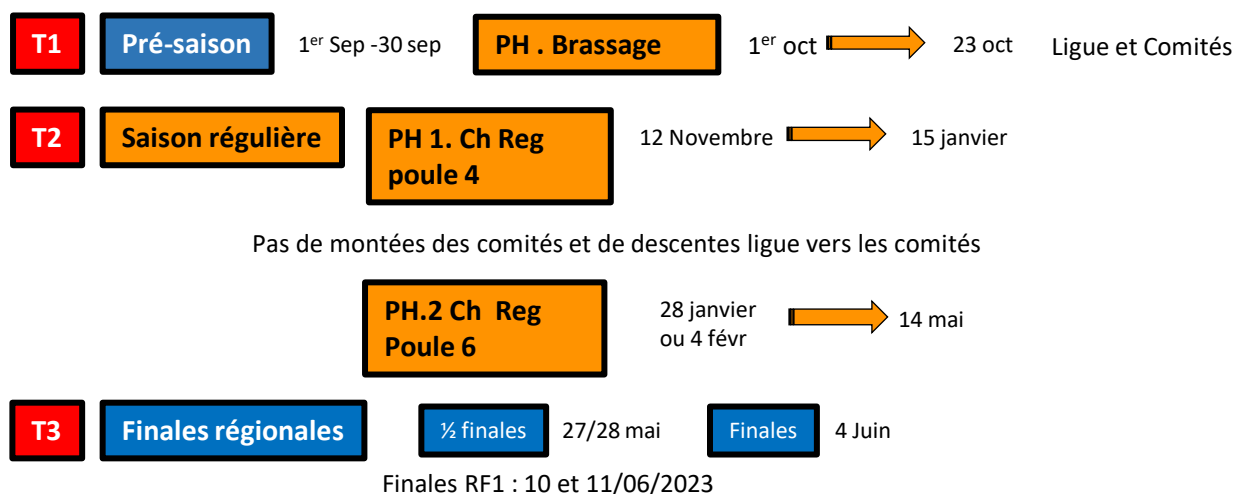 T1 Pré-saison 1er Sep -30 sep PH . Brassage 1er oct 23 oct Ligue et Comités
T2 Saison régulière PH 1. Ch Reg 12 Novembre 15 janvier
poule 4
Pas de montées des comités et de descentes ligue vers les comités
PH.2 Ch Reg 28 janvier 14 mai
Poule 6 ou 4 févr
T3 Finales régionales ½ finales 27/28 mai Finales 4 Juin
Finales RF1 : 10 et 11/06/2023